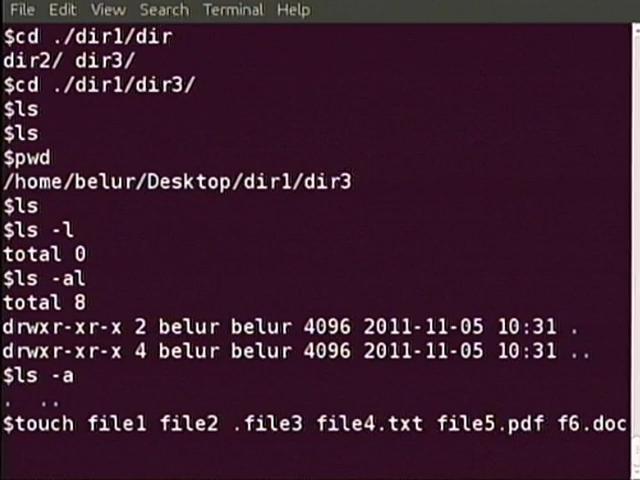 File Edit View Search Terminal Help
$cd ./dir1/dir
dir2/ dir3/
$cd ./dir1/dir3/
$ls
$ls
$pwd
/home/belur/Desktop/dir1/dir3
$ls
$ls -l
total 0
$ls -al
total 8
drwxr-xr-x 2 belur belur 4096 2011-11-05 10:31 .
drwxr-xr-x 4 belur belur 4096 2011-11-05 10:31 ..
$ls -a
. ..
$touch file1 file2 .file3 file4.txt file5.pdf f6.doc